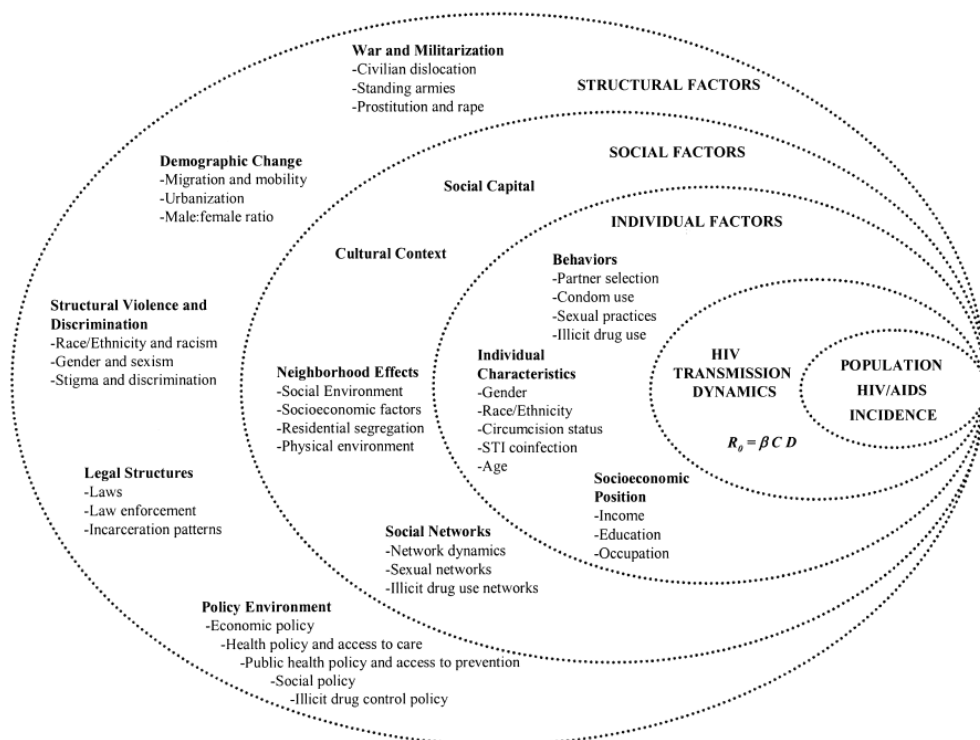 War and Militarization
-Civilian dislocation
-Standing armies
-Prostitution and rape
STRUCTURAL FACTORS
Demographic Change
-Migration and mobility
-Urbanization
-Male:female ratio
Structural Violence and
Discrimination
-Race/Ethnicity and racism
-Gender and sexism
-Stigma and discrimination
Legal Structures
-Laws
-Law enforcement
-Incarceration patterns
Policy Environment
-Economic policy
-Health policy and access to care
-Public health policy and access to prevention
-Social policy
-Illicit drug control policy
SOCIAL FACTORS
Social Capital
Cultural Context
Neighborhood Effects
-Social Environment
-Socioeconomic factors
-Residential segregation
-Physical environment
Social Networks
-Network dynamics
-Sexual networks
-Illicit drug use networks
INDIVIDUAL FACTORS
Behaviors
-Partner selection
-Condom use
-Sexual practices
-Illicit drug use
Individual
Characteristics
-Gender
-Race/Ethnicity
-Circumcision status
-STI coinfection
-Age
Socioeconomic
Position
-Income
-Education
-Occupation
HIV
TRANSMISSION
DYNAMICS
R₀ = β C D
POPULATION
HIV/AIDS
INCIDENCE